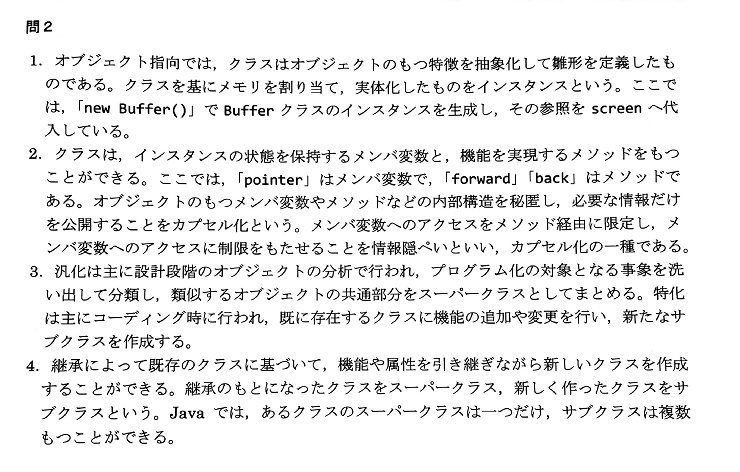 問2
1. オブジェクト指向では，クラスはオブジェクトのもつ特徴を抽象化して雛形を定義したも
のである。クラスを基にメモリを割り当て，実体化したものをインスタンスという。ここで
は，「new Buffer()」で Buffer クラスのインスタンスを生成し，その参照を screen へ代
入している。
2. クラスは，インスタンスの状態を保持するメンバ変数と，機能を実現するメソッドをもつ
ことができる。ここでは，「pointer」はメンバ変数で，「forward」「back」はメソッドで
ある。オブジェクトのもつメンバ変数やメソッドなどの内部構造を秘匿し，必要な情報だけ
を公開することをカプセル化という。メンバ変数へのアクセスをメソッド経由に限定し，メ
ンバ変数へのアクセスに制限をもたせることを情報隠ぺいといい，カプセル化の一種である。
3. 汎化は主に設計段階のオブジェクトの分析で行われ，プログラム化の対象となる事象を洗
い出して分類し，類似するオブジェクトの共通部分をスーパークラスとしてまとめる。特化
は主にコーディング時に行われ，既に存在するクラスに機能の追加や変更を行い，新たなサ
ブクラスを作成する。
4. 継承によって既存のクラスに基づいて，機能や属性を引き継ぎながら新しいクラスを作成
することができる。継承のもとになったクラスをスーパークラス，新しく作ったクラスをサ
ブクラスという。Java では，あるクラスのスーパークラスは一つだけ，サブクラスは複数
もつことができる。